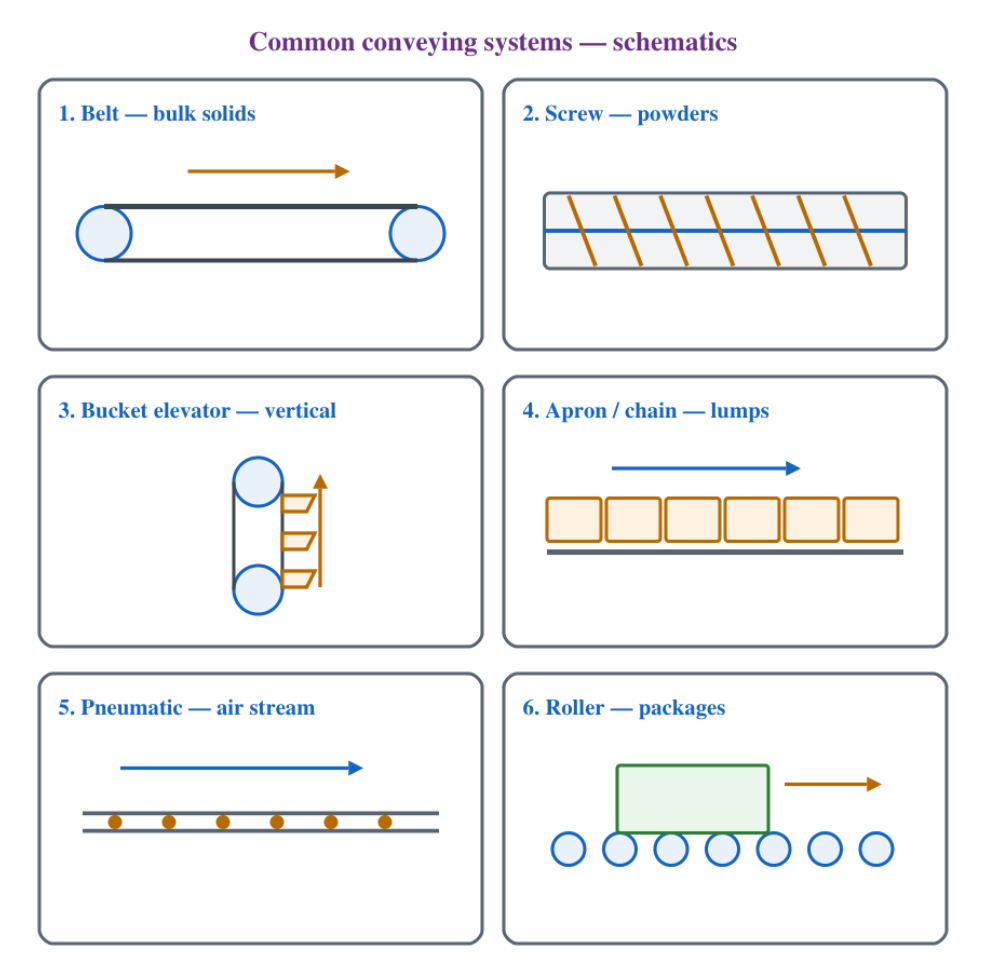 Common conveying systems — schematics
1. Belt — bulk solids
2. Screw — powders
3. Bucket elevator — vertical
4. Apron / chain — lumps
5. Pneumatic — air stream
6. Roller — packages